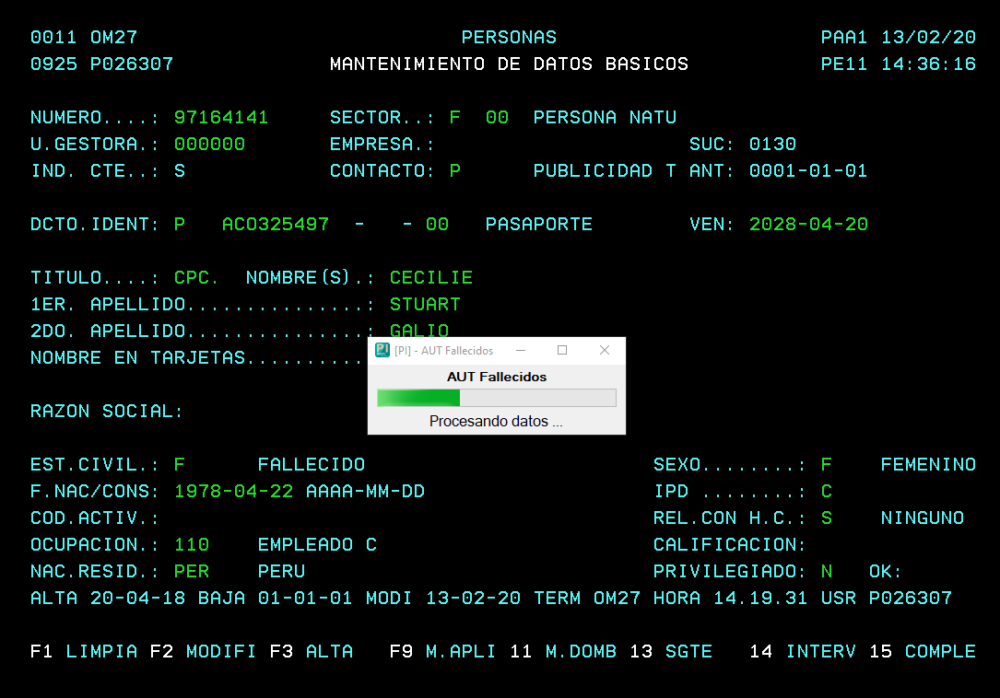 0011 OM27 PERSONAS PAA1 13/02/20
0925 P026307 MANTENIMIENTO DE DATOS BASICOS PE11 14:36:16
NUMERO....: 97164141 SECTOR..: F 00 PERSONA NATU
U.GESTORA.: 000000 EMPRESA.: SUC: 0130
IND. CTE..: S CONTACTO: P PUBLICIDAD T ANT: 0001-01-01
DCTO.IDENT: P ACO325497 - - 00 PASAPORTE VEN: 2028-04-20
TITULO....: CPC. NOMBRE(S).: CECILIE
1ER. APELLIDO...............: STUART
2DO. APELLIDO...............: GALIO
NOMBRE EN TARJETAS..........
[PI] - AUT Fallecidos
AUT Fallecidos
Procesando datos ...
RAZON SOCIAL:
EST.CIVIL.: F FALLECIDO SEXO........: F FEMENINO
F.NAC/CONS: 1978-04-22 AAAA-MM-DD IPD ........: C
COD.ACTIV.: REL.CON H.C.: S NINGUNO
OCUPACION.: 110 EMPLEADO C CALIFICACION:
NAC.RESID.: PER PERU PRIVILEGIADO: N OK:
ALTA 20-04-18 BAJA 01-01-01 MODI 13-02-20 TERM OM27 HORA 14.19.31 USR P026307
F1 LIMPIA F2 MODIFI F3 ALTA F9 M.APLI 11 M.DOMB 13 SGTE 14 INTERV 15 COMPLE